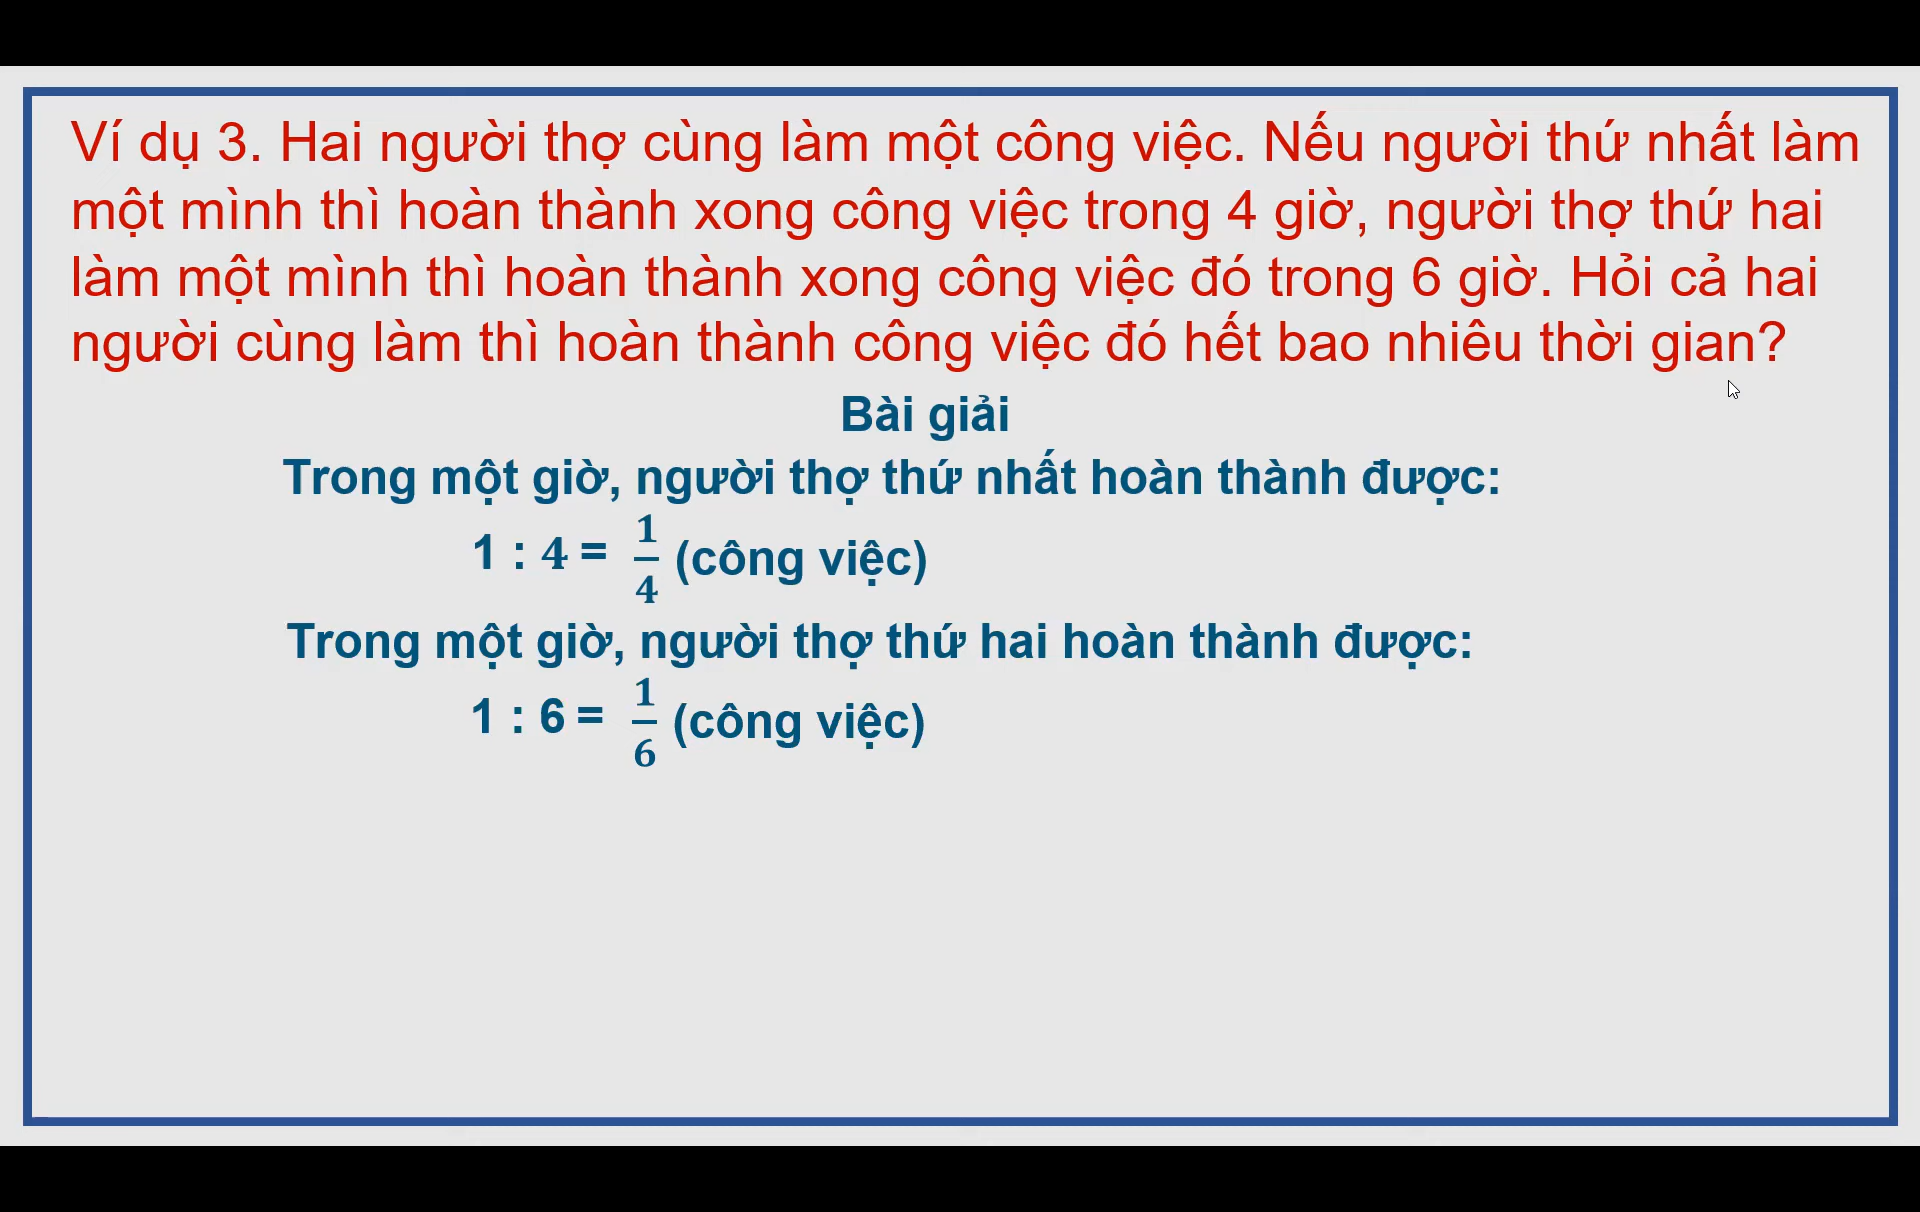 Ví dụ 3. Hai người thợ cùng làm một công việc. Nếu người thứ nhất làm
một mình thì hoàn thành xong công việc trong 4 giờ, người thợ thứ hai
làm một mình thì hoàn thành xong công việc đó trong 6 giờ. Hỏi cả hai
người cùng làm thì hoàn thành công việc đó hết bao nhiêu thời gian?
Bài giải
Trong một giờ, người thợ thứ nhất hoàn thành được:
1 : 4 = 1/4 (công việc)
Trong một giờ, người thợ thứ hai hoàn thành được:
1 : 6 = 1/6 (công việc)